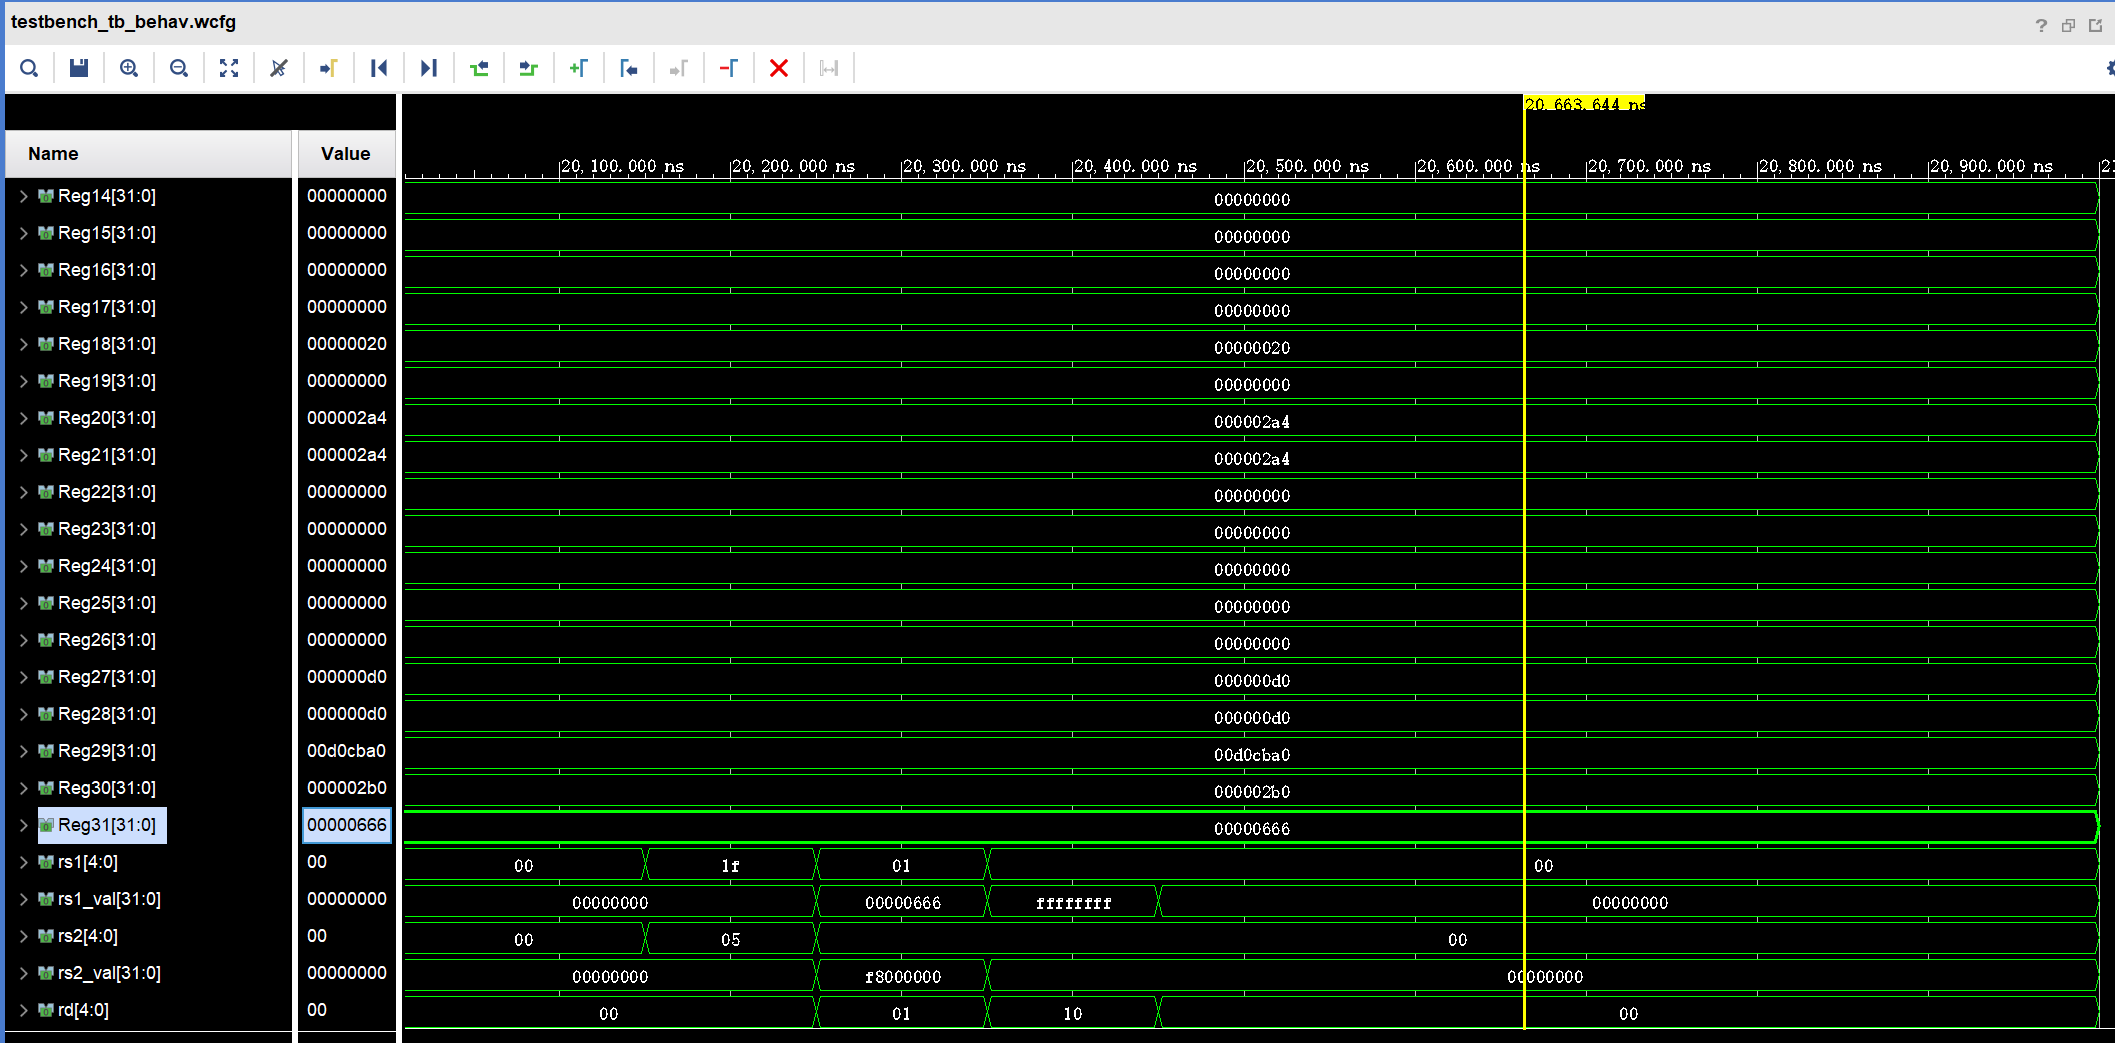 testbench_tb_behav.wcfg
20,663.644 ns
Name Value
20,100.000 ns 20,200.000 ns 20,300.000 ns 20,400.000 ns 20,500.000 ns 20,600.000 ns 20,700.000 ns 20,800.000 ns 20,900.000 ns
Reg14[31:0] 00000000 00000000
Reg15[31:0] 00000000 00000000
Reg16[31:0] 00000000 00000000
Reg17[31:0] 00000000 00000000
Reg18[31:0] 00000020 00000020
Reg19[31:0] 00000000 00000000
Reg20[31:0] 000002a4 000002a4
Reg21[31:0] 000002a4 000002a4
Reg22[31:0] 00000000 00000000
Reg23[31:0] 00000000 00000000
Reg24[31:0] 00000000 00000000
Reg25[31:0] 00000000 00000000
Reg26[31:0] 00000000 00000000
Reg27[31:0] 000000d0 000000d0
Reg28[31:0] 000000d0 000000d0
Reg29[31:0] 00d0cba0 00d0cba0
Reg30[31:0] 000002b0 000002b0
Reg31[31:0] 00000666 00000666
rs1[4:0] 00 00 1f 01 00
rs1_val[31:0] 00000000 00000000 00000666 ffffffff 00000000
rs2[4:0] 00 00 05 00
rs2_val[31:0] 00000000 00000000 f8000000 00000000
rd[4:0] 00 00 01 10 00